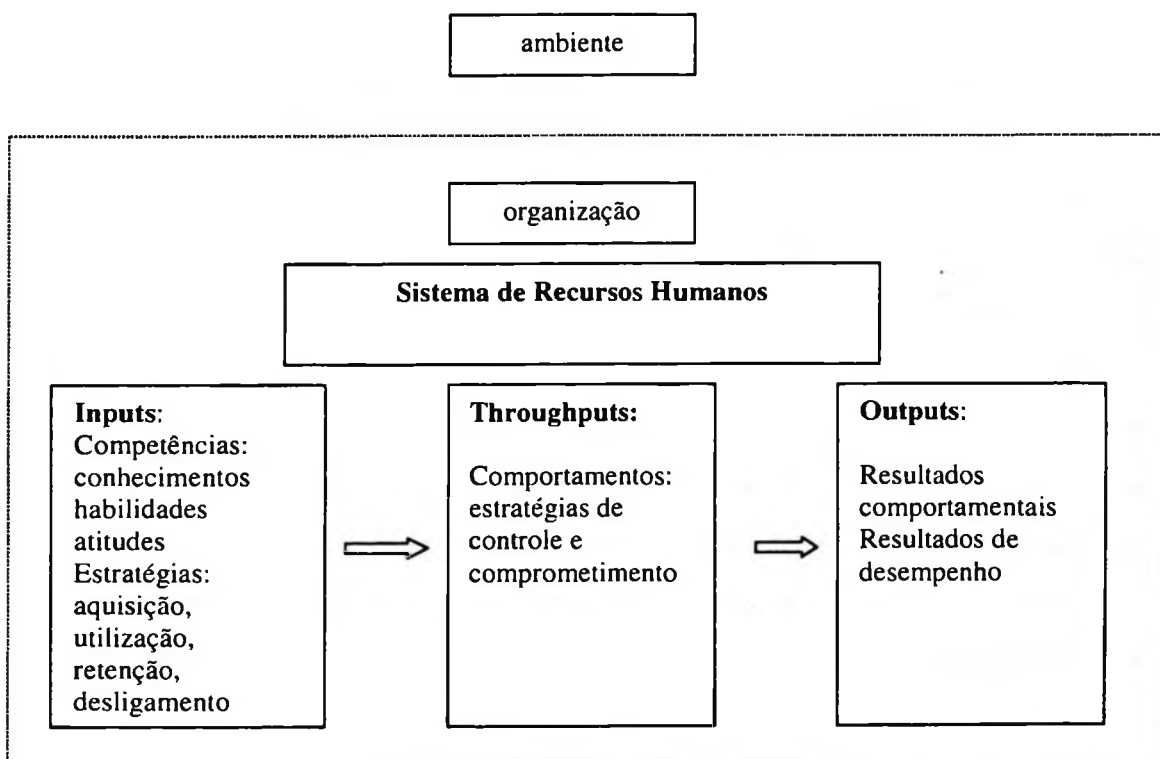 ambiente
organização
Sistema de Recursos Humanos
Inputs:
Competências:
conhecimentos
habilidades
atitudes
Estratégias:
aquisição,
utilização,
retenção,
desligamento
Throughputs:
Comportamentos:
estratégias de
controle e
comprometimento
Outputs:
Resultados
comportamentais
Resultados de
desempenho